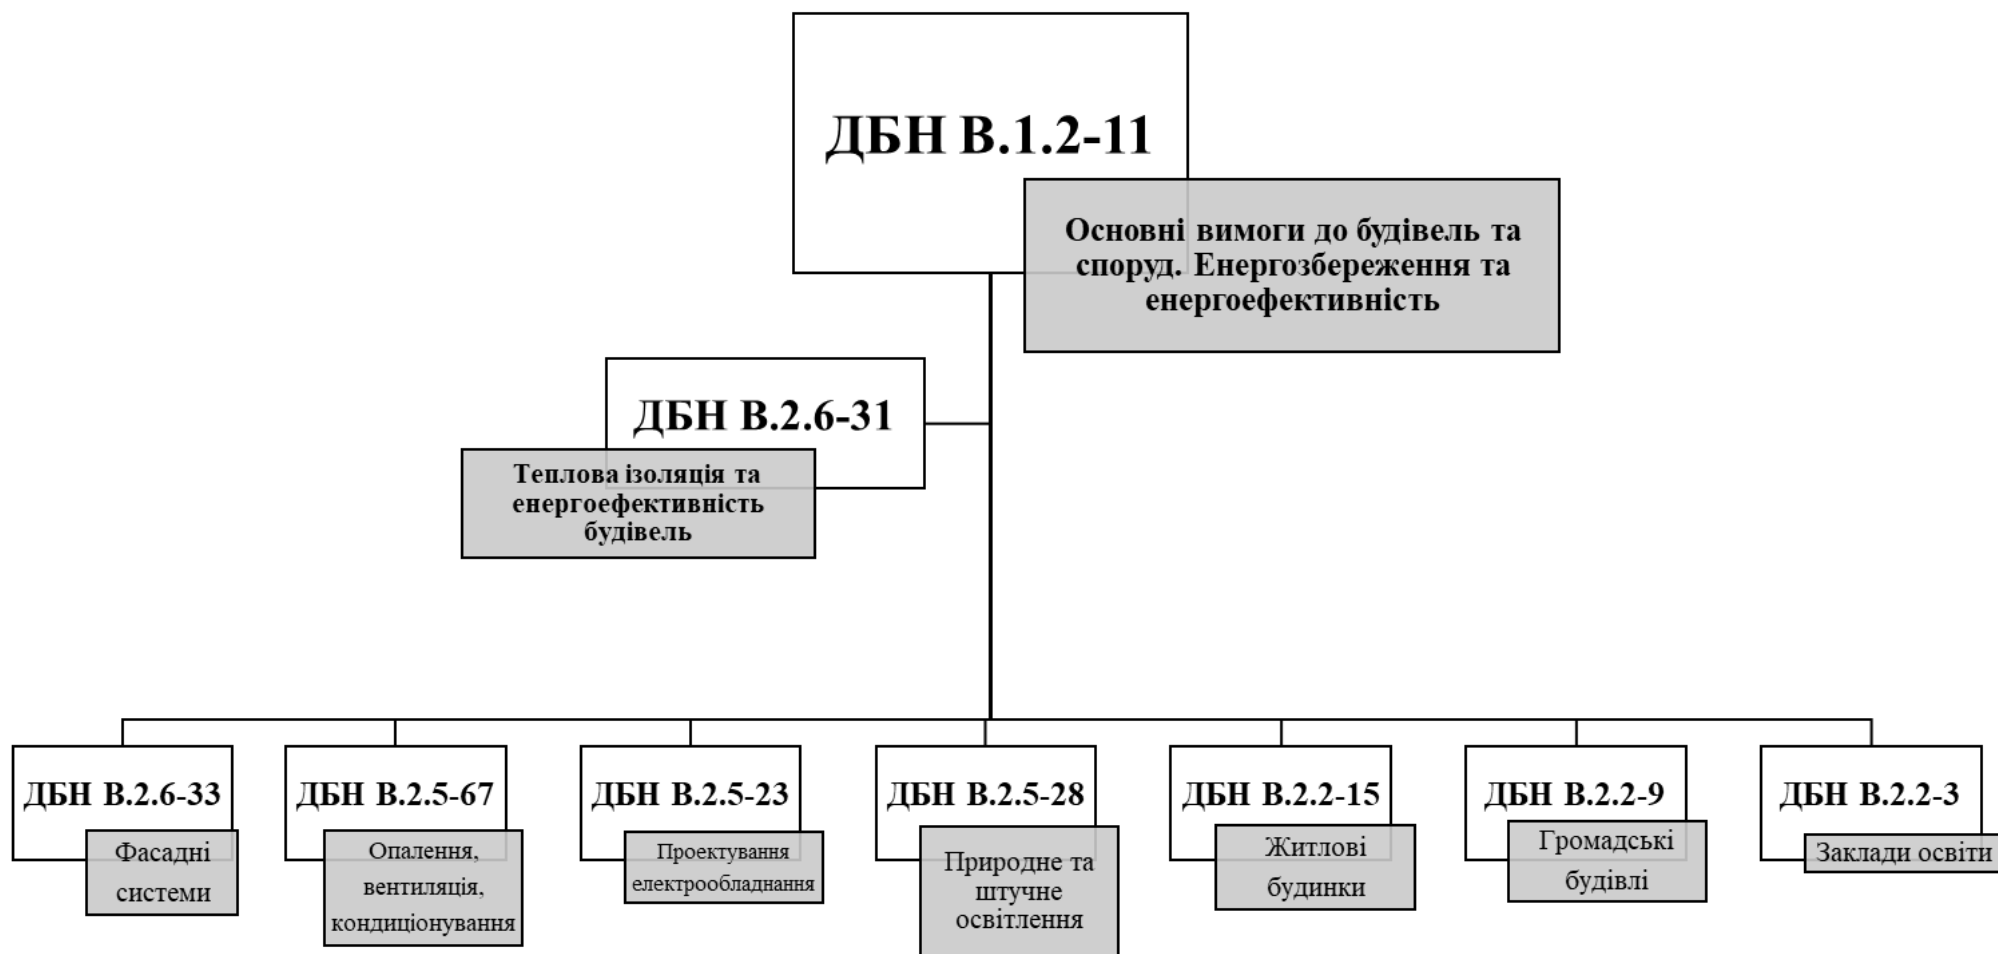 ДБН В.1.2-11
Основні вимоги до будівель та
споруд. Енергозбереження та
енергоефективність
ДБН В.2.6-31
Теплова ізоляція та
енергоефективність
будівель
ДБН В.2.6-33
Фасадні
системи
ДБН В.2.5-67
Опалення,
вентиляція,
кондиціонування
ДБН В.2.5-23
Проектування
електрообладнання
ДБН В.2.5-28
Природне та
штучне
освітлення
ДБН В.2.2-15
Житлові
будинки
ДБН В.2.2-9
Громадські
будівлі
ДБН В.2.2-3
Заклади освіти